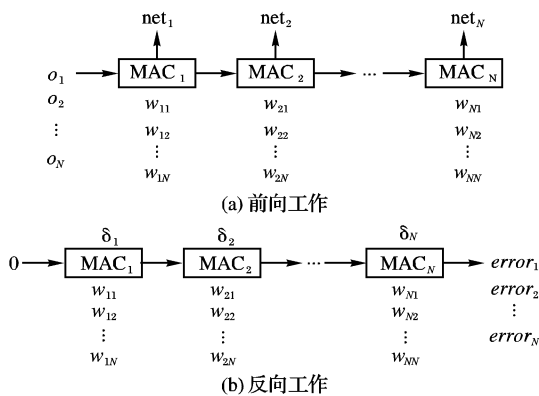 net1 net2 netN
o1 MAC1 MAC2 … MACN
o2 w11 w21 wN1
⋮ w12 w22 wN2
⋮ ⋮ ⋮
oN w1N w2N wNN
(a) 前向工作
δ1 δ2 δN
0 MAC1 MAC2 … MACN error1
w11 w21 wN1 error2
w12 w22 wN2 ⋮
⋮ ⋮ ⋮ errorN
w1N w2N wNN
(b) 反向工作